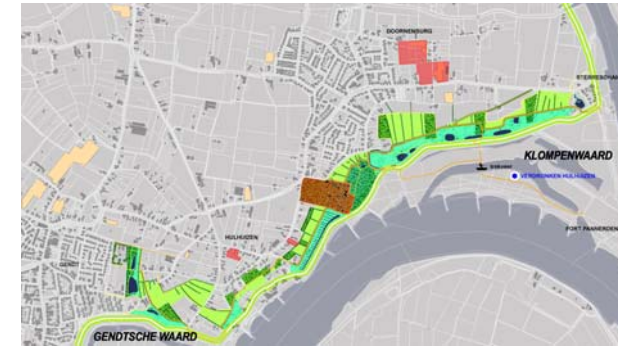 DOORNENBURG
STERRESCHANS
KLOMPENWAARD
VERDRONKEN HULHUIZEN
FORT PANNERDEN
HULHUIZEN
GENDT
GENDTSCHE WAARD